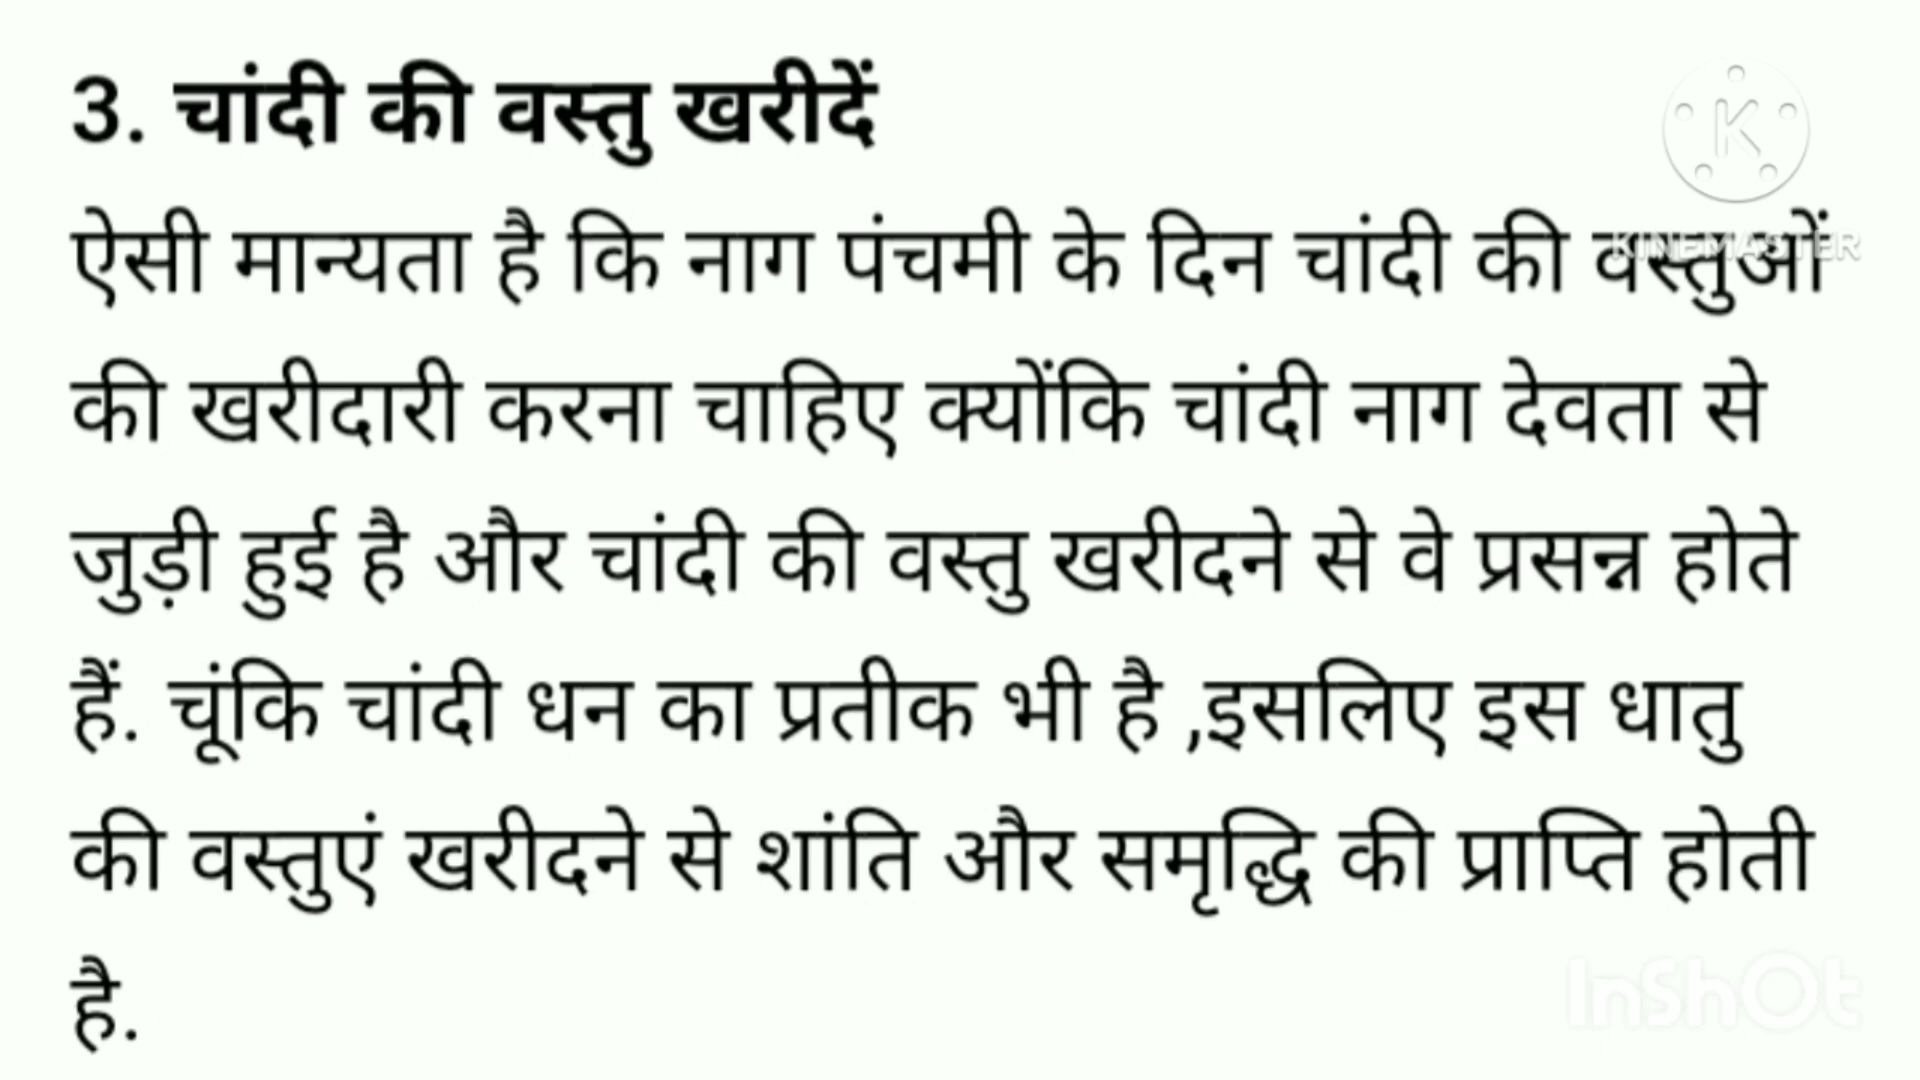 3. चांदी की वस्तु खरीदें
ऐसी मान्यता है कि नाग पंचमी के दिन चांदी की वस्तुओं
की खरीदारी करना चाहिए क्योंकि चांदी नाग देवता से
जुड़ी हुई है और चांदी की वस्तु खरीदने से वे प्रसन्न होते
हैं. चूंकि चांदी धन का प्रतीक भी है ,इसलिए इस धातु
की वस्तुएं खरीदने से शांति और समृद्धि की प्राप्ति होती
है.
K
KINEMASTER
InShOt